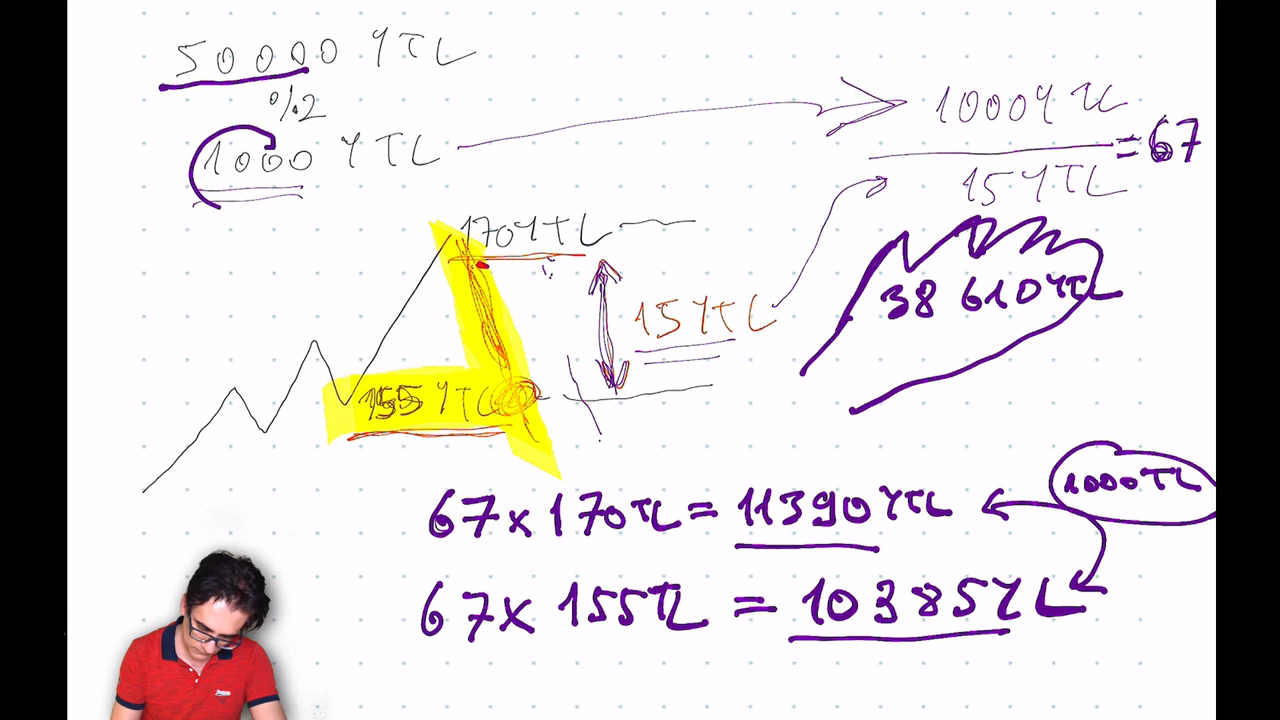 50000 YTL
%2
1000 YTL
1000 YTL
15 YTL
= 67
170 YTL
15 YTL
38 610 YTL
155 YTL
1000 TL
67 x 170 TL = 11390 YTL
67 x 155 TL = 10385 YTL